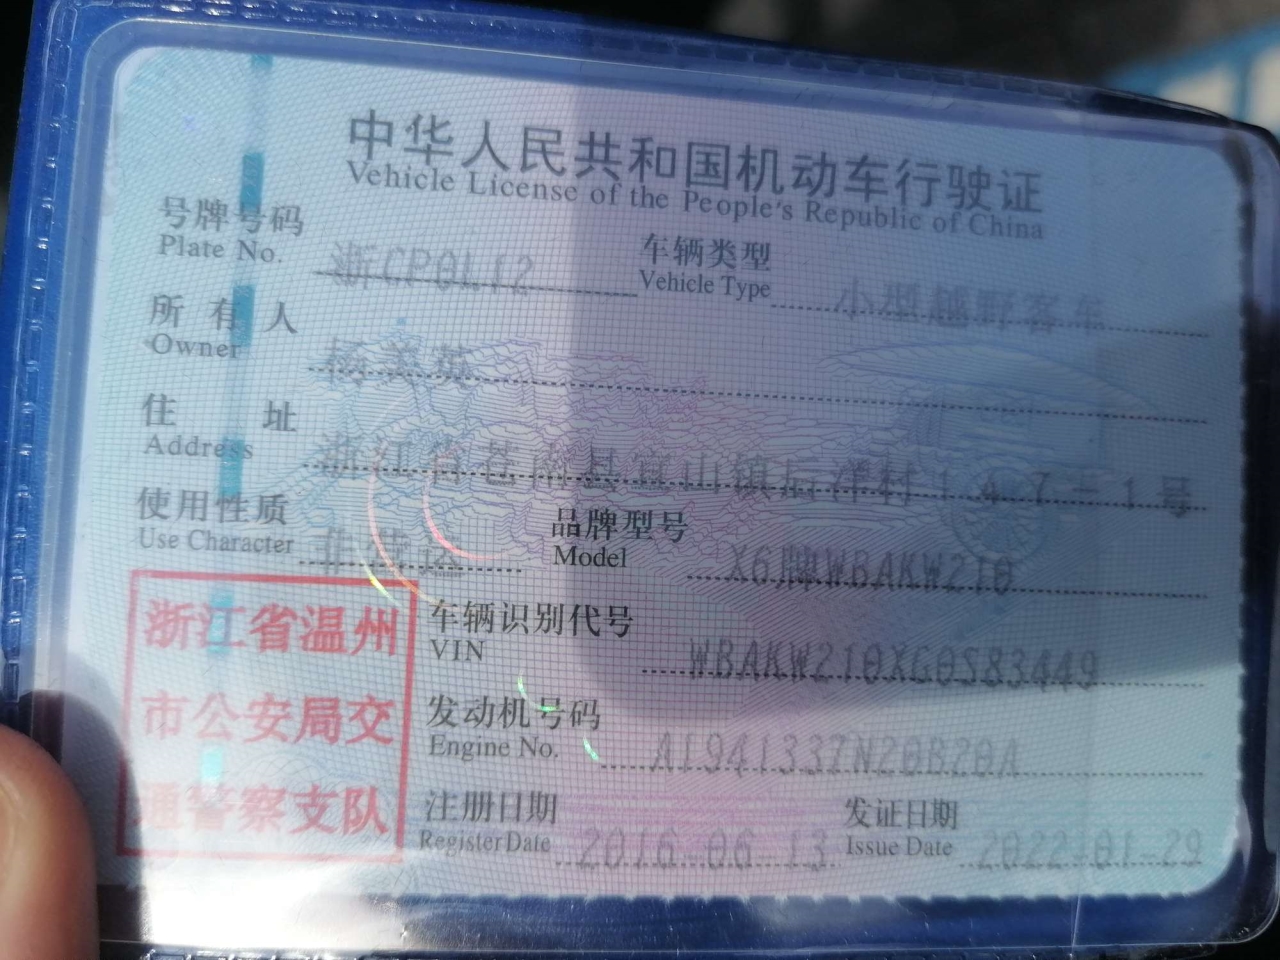 中华人民共和国机动车行驶证
Vehicle License of the People's Republic of China
号牌号码 浙CP0L12 车辆类型 小型越野客车
Plate No. Vehicle Type
所有人 杨美英
Owner
住址 浙江省苍南县宜山镇后洋村147-1号
Address
使用性质 非营运 品牌型号 X6牌WBAKW210
Use Character Model
浙江省温州
市公安局交
通警察支队
车辆识别代号 WBAKW210XG0S83449
VIN
发动机号码 A1941337N20B20A
Engine No.
注册日期 2016-06-13 发证日期 2022-01-29
Register Date Issue Date